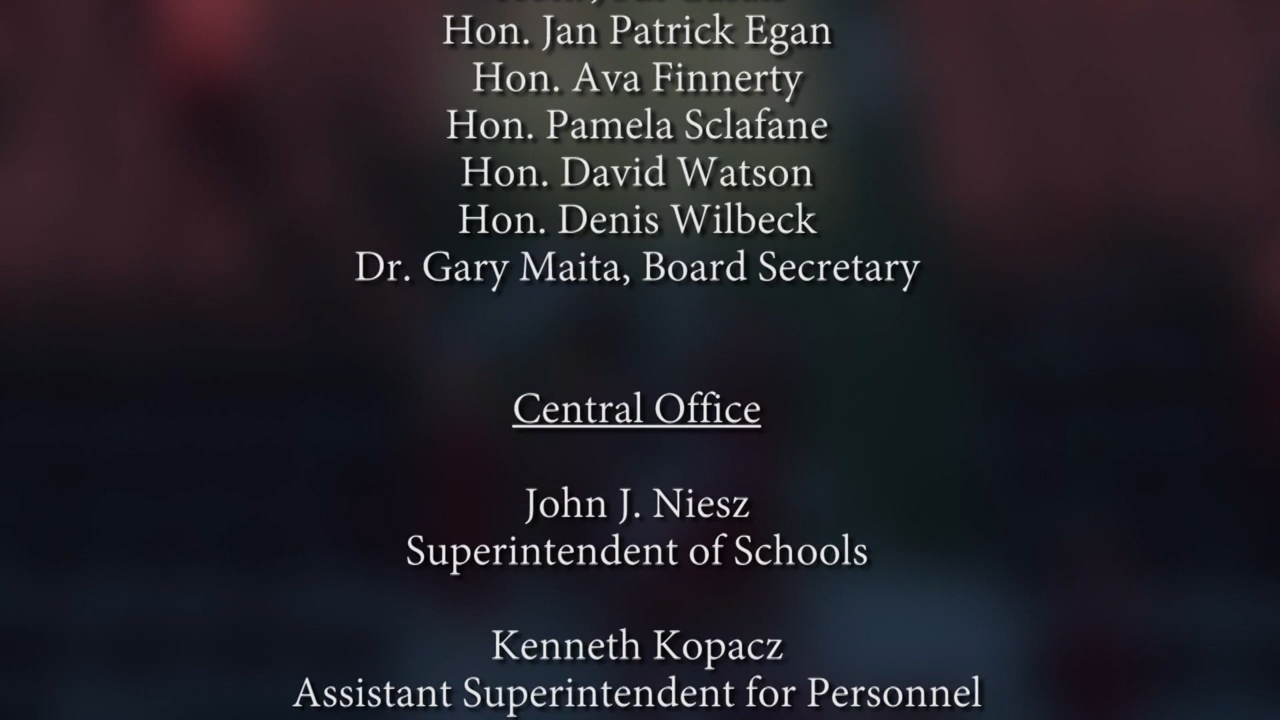 Hon. Jan Patrick Egan
Hon. Ava Finnerty
Hon. Pamela Sclafane
Hon. David Watson
Hon. Denis Wilbeck
Dr. Gary Maita, Board Secretary
Central Office
John J. Niesz
Superintendent of Schools
Kenneth Kopacz
Assistant Superintendent for Personnel